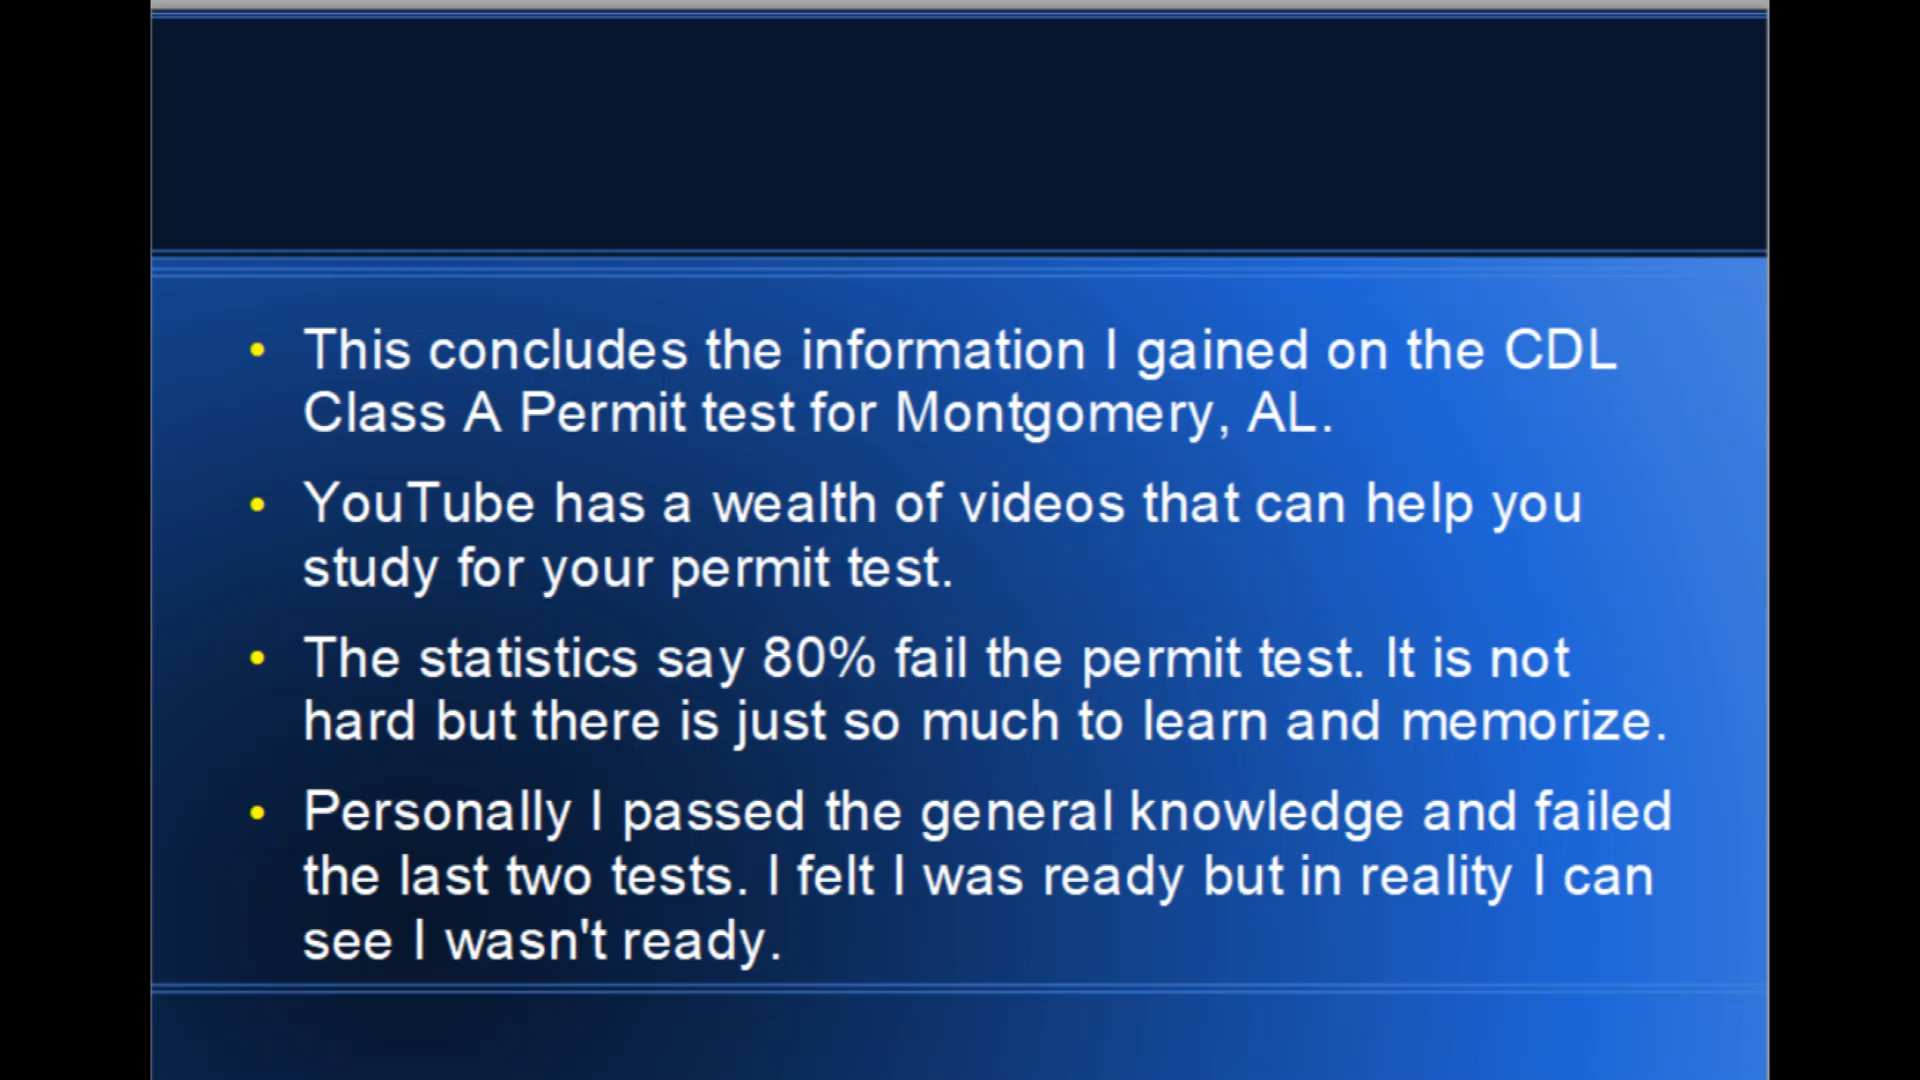 • This concludes the information I gained on the CDL
Class A Permit test for Montgomery, AL.
• YouTube has a wealth of videos that can help you
study for your permit test.
• The statistics say 80% fail the permit test. It is not
hard but there is just so much to learn and memorize.
• Personally I passed the general knowledge and failed
the last two tests. I felt I was ready but in reality I can
see I wasn't ready.